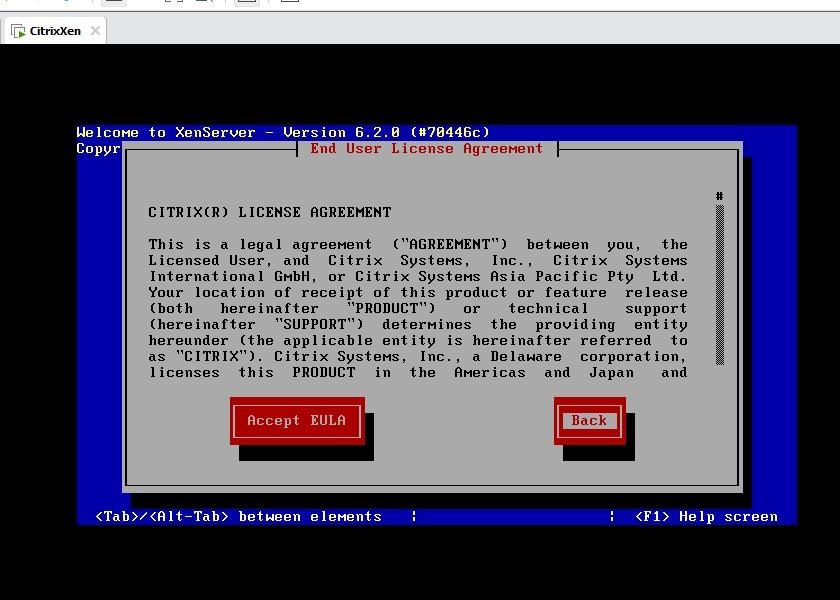 CitrixXen
Welcome to XenServer - Version 6.2.0 (#70446c)
Copyr
End User License Agreement
#
CITRIX(R) LICENSE AGREEMENT
This is a legal agreement ("AGREEMENT") between you, the
Licensed User, and Citrix Systems, Inc., Citrix Systems
International GmbH, or Citrix Systems Asia Pacific Pty Ltd.
Your location of receipt of this product or feature release
(both hereinafter "PRODUCT") or technical support
(hereinafter "SUPPORT") determines the providing entity
hereunder (the applicable entity is hereinafter referred to
as "CITRIX"). Citrix Systems, Inc., a Delaware corporation,
licenses this PRODUCT in the Americas and Japan and
Accept EULA Back
<Tab>/<Alt-Tab> between elements ¦ ¦ <F1> Help screen